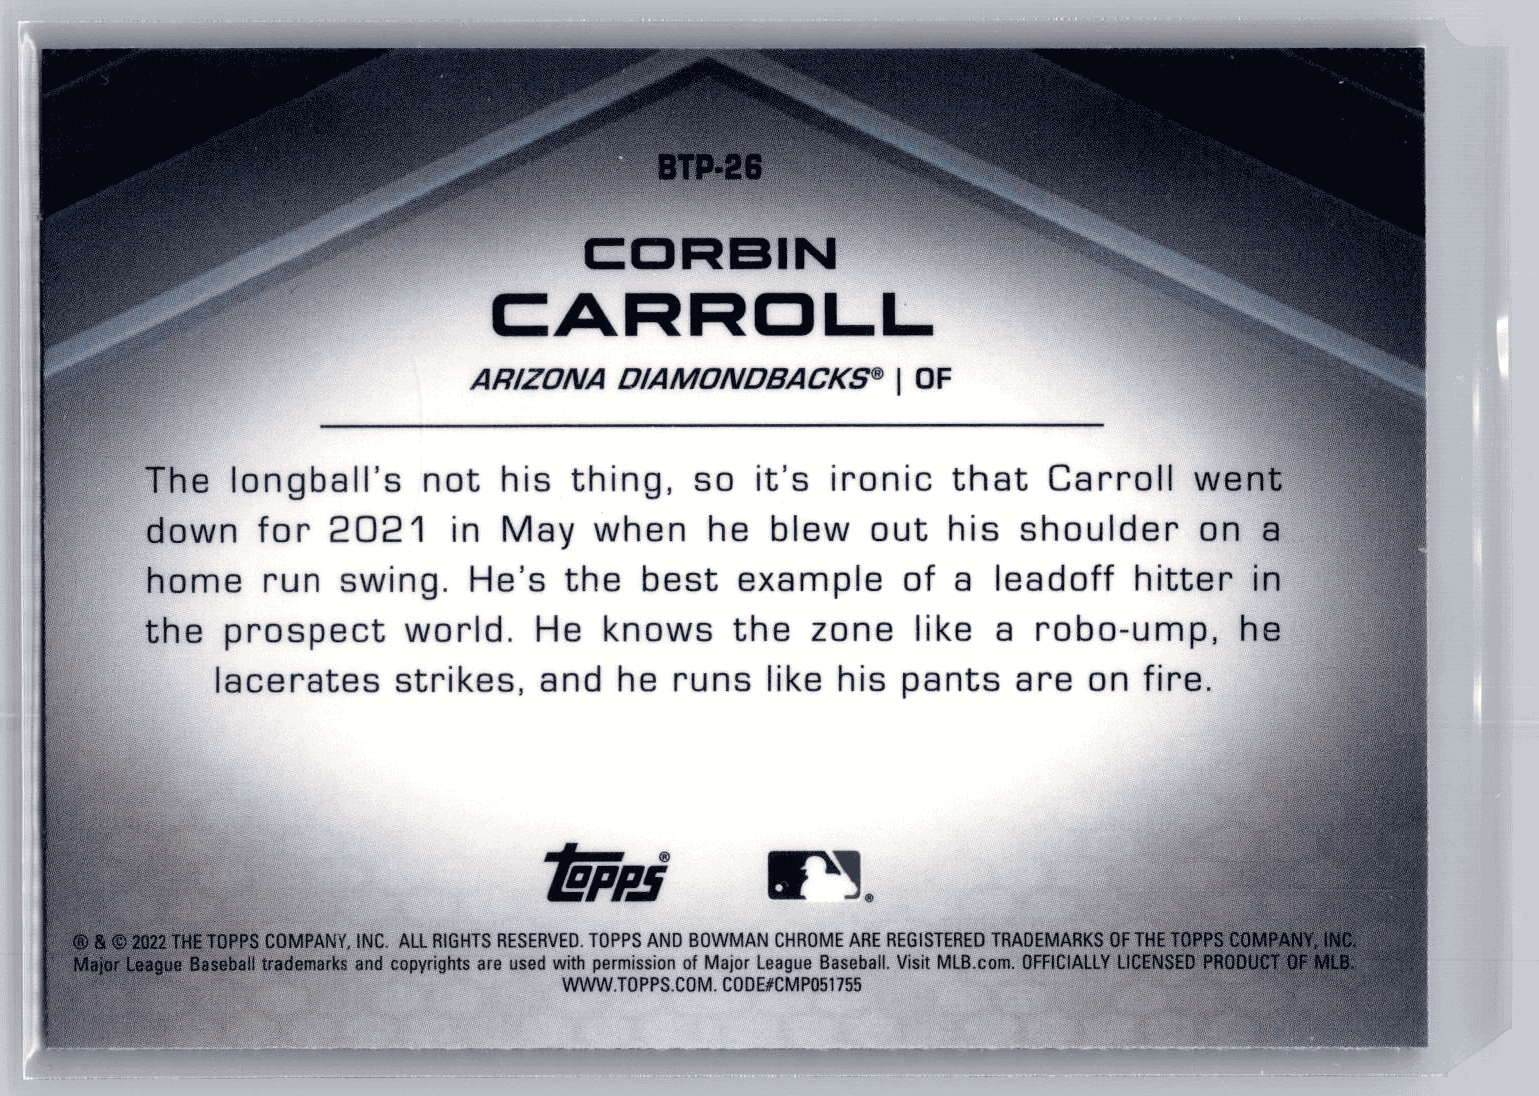 BTP-26
CORBIN
CARROLL
ARIZONA DIAMONDBACKS® | OF
The longball's not his thing, so it's ironic that Carroll went
down for 2021 in May when he blew out his shoulder on a
home run swing. He's the best example of a leadoff hitter in
the prospect world. He knows the zone like a robo-ump, he
lacerates strikes, and he runs like his pants are on fire.
TOPPS® ®
® & © 2022 THE TOPPS COMPANY, INC. ALL RIGHTS RESERVED. TOPPS AND BOWMAN CHROME ARE REGISTERED TRADEMARKS OF THE TOPPS COMPANY, INC.
Major League Baseball trademarks and copyrights are used with permission of Major League Baseball. Visit MLB.com. OFFICIALLY LICENSED PRODUCT OF MLB.
WWW.TOPPS.COM. CODE#CMP051755